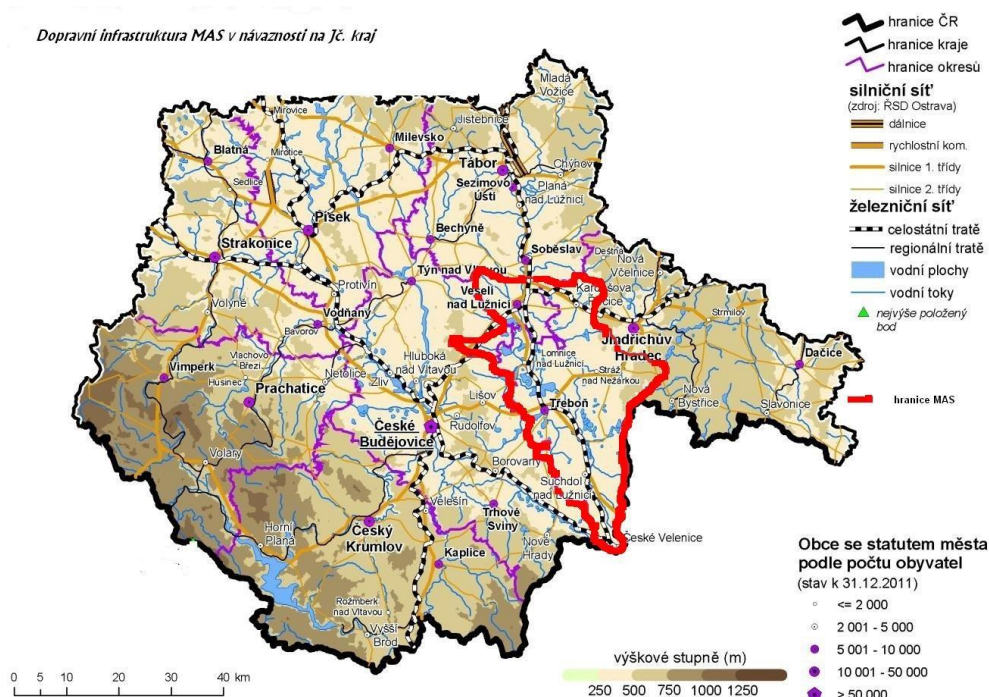 Dopravní infrastruktura MAS v návaznosti na Jč. kraj
hranice ČR
hranice kraje
hranice okresů
silniční síť
(zdroj: ŘSD Ostrava)
dálnice
rychlostní kom.
silnice 1. třídy
silnice 2. třídy
železniční síť
celostátní tratě
regionální tratě
vodní plochy
vodní toky
nejvýše položený
bod
hranice MAS
Mladá
Vožice
Mirovice
Jistebnice
Milevsko
Mirotice
Blatná
Tábor
Chýnov
Sedlice
Sezimovo
Ústí
Planá
nad Lužnicí
Písek
Bechyně
Strakonice
Soběslav
Deštná
Nová
Včelnice
Týn nad Vltavou
Protivín
Kardašova
Řečice
Veselí
nad Lužnicí
Volyně
Vodňany
Strmilov
Bavorov
Jindřichův
Hradec
Dačice
Vlachovo
Březí
Hluboká
nad Vltavou
Lomnice
nad Lužnicí
Stráž
nad Nežárkou
Vimperk
Husinec
Netolice
Zliv
Prachatice
Lišov
Nová
Bystřice
Slavonice
Třeboň
Rudolfov
České
Budějovice
Volary
Borovany
Suchdol
nad Lužnicí
Velešín
Trhové
Sviny
Horní
Planá
Český
Krumlov
Nové
Hrady
České Velenice
Kaplice
Rožmberk
nad Vltavou
Vyšší
Brod
Obce se statutem města
podle počtu obyvatel
(stav k 31.12.2011)
<= 2 000
2 001 - 5 000
5 001 - 10 000
10 001 - 50 000
> 50 000
výškové stupně (m)
250 500 750 1000 1250
0 5 10 20 30 40 km